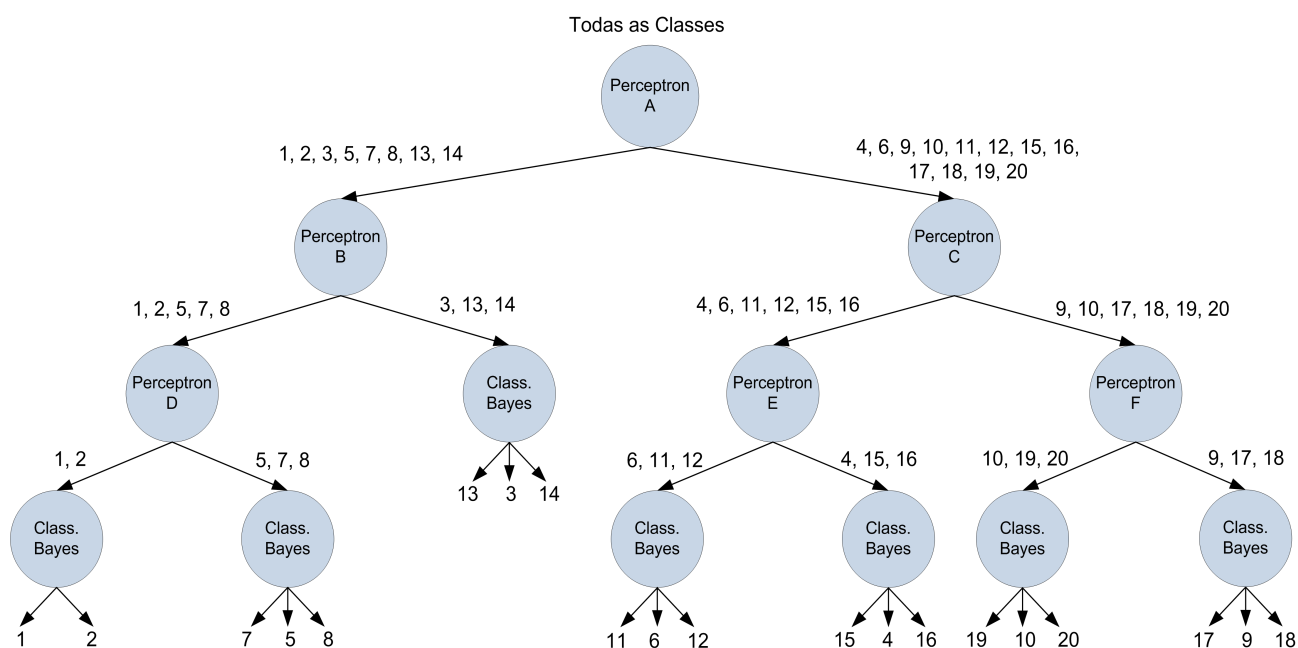 Todas as Classes
Perceptron
A
1, 2, 3, 5, 7, 8, 13, 14
4, 6, 9, 10, 11, 12, 15, 16,
17, 18, 19, 20
Perceptron
B
Perceptron
C
1, 2, 5, 7, 8
3, 13, 14
4, 6, 11, 12, 15, 16
9, 10, 17, 18, 19, 20
Perceptron
D
Class.
Bayes
Perceptron
E
Perceptron
F
1, 2
5, 7, 8
13
3
14
6, 11, 12
4, 15, 16
10, 19, 20
9, 17, 18
Class.
Bayes
Class.
Bayes
Class.
Bayes
Class.
Bayes
Class.
Bayes
Class.
Bayes
1
2
7
5
8
11
6
12
15
4
16
19
10
20
17
9
18